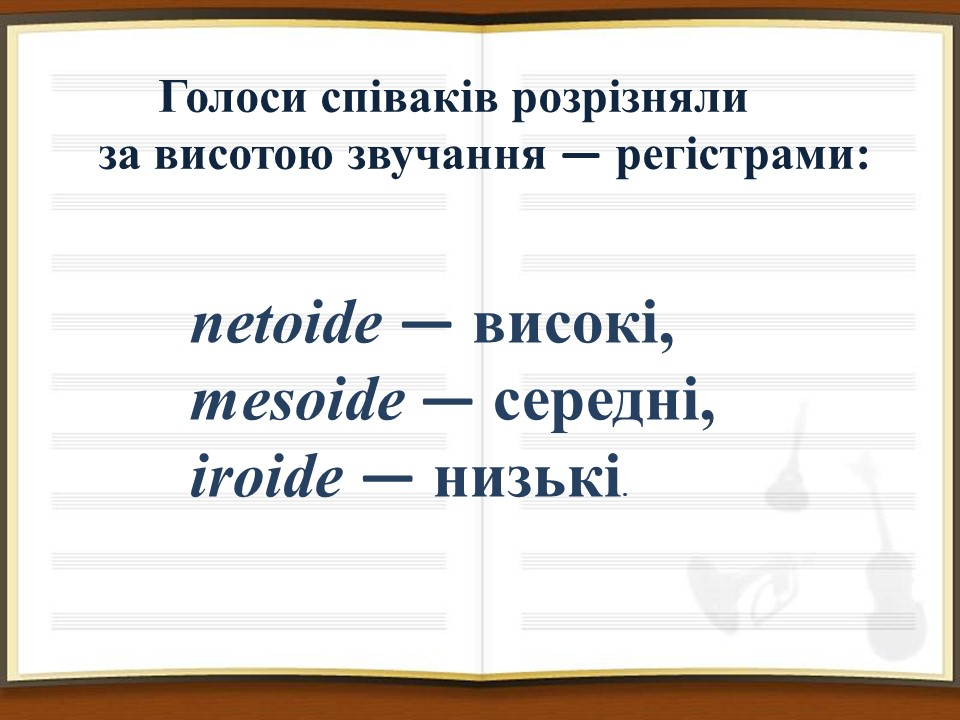 Голоси співаків розрізняли
за висотою звучання — регістрами:
netoide — високі,
mesoide — середні,
iroide — низькі.